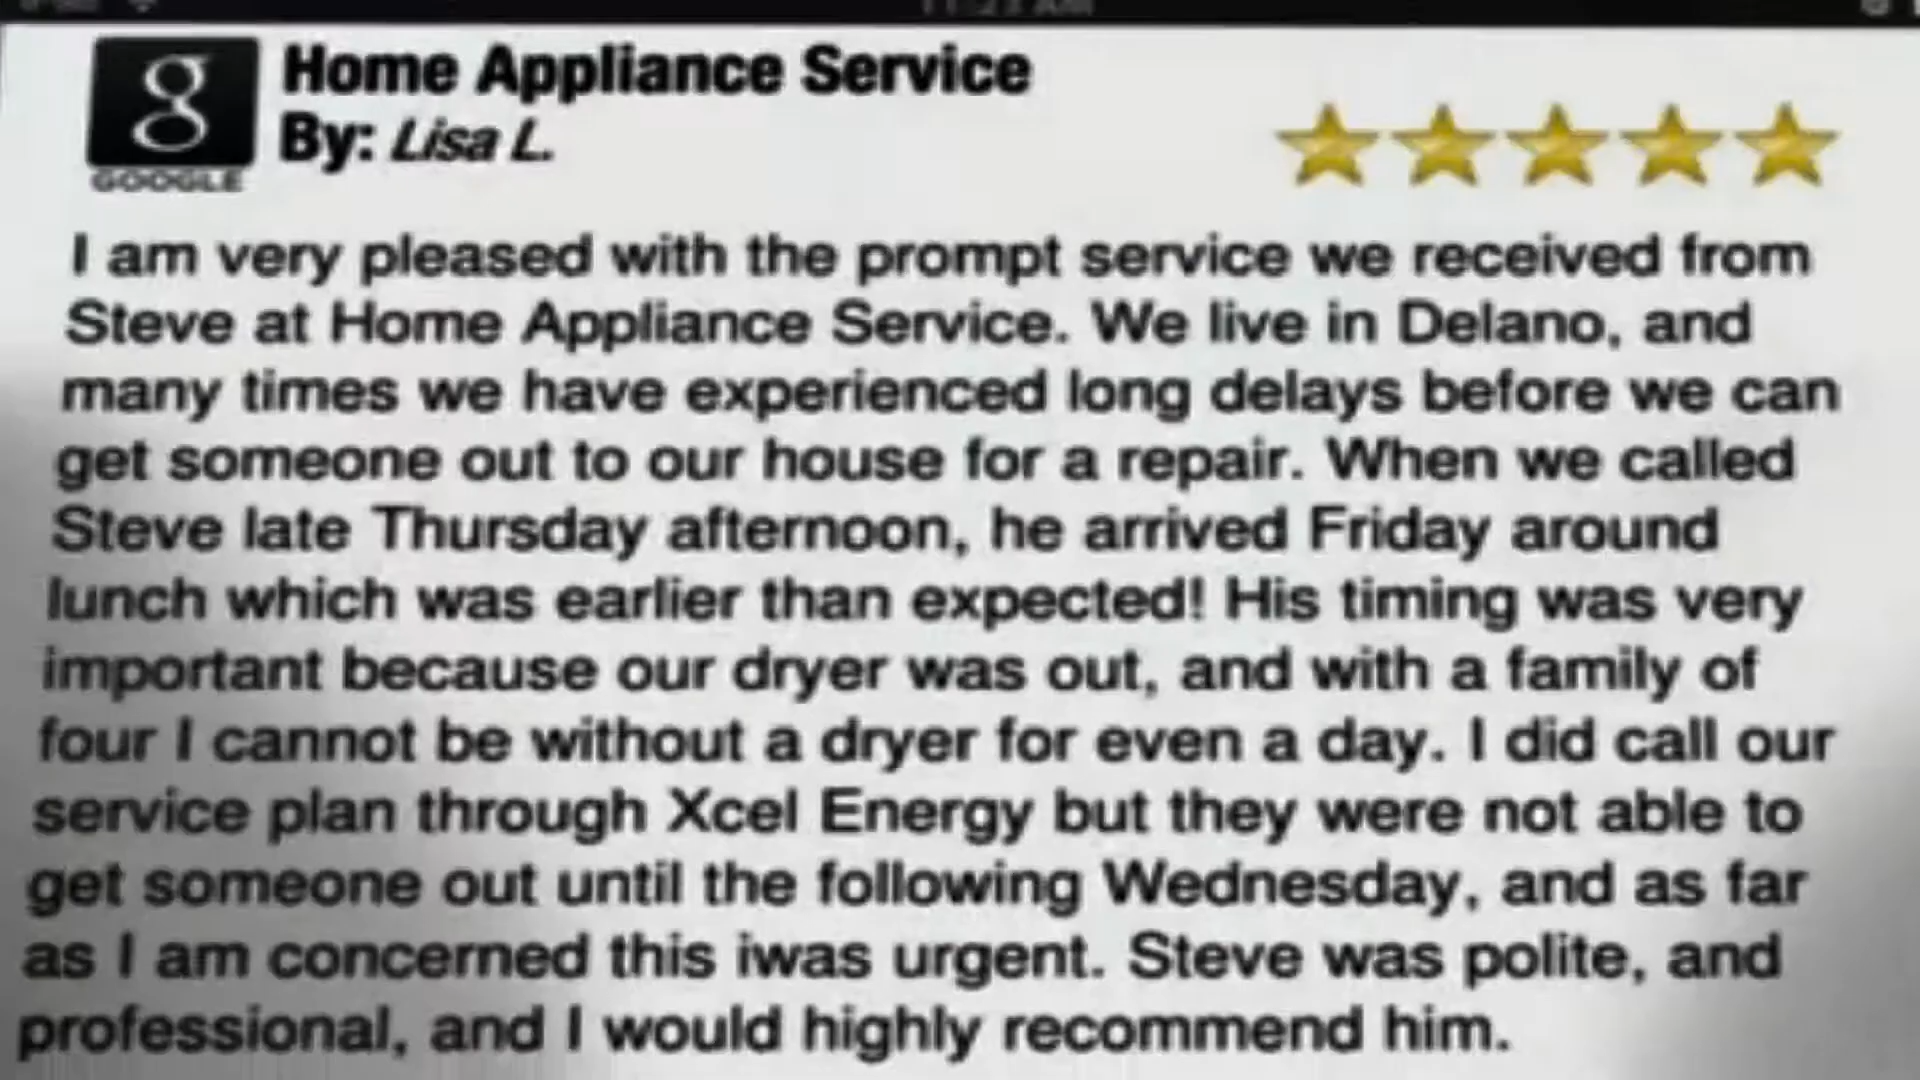 11:23 AM
g
GOOGLE
Home Appliance Service
By: Lisa L.
I am very pleased with the prompt service we received from
Steve at Home Appliance Service. We live in Delano, and
many times we have experienced long delays before we can
get someone out to our house for a repair. When we called
Steve late Thursday afternoon, he arrived Friday around
lunch which was earlier than expected! His timing was very
important because our dryer was out, and with a family of
four I cannot be without a dryer for even a day. I did call our
service plan through Xcel Energy but they were not able to
get someone out until the following Wednesday, and as far
as I am concerned this iwas urgent. Steve was polite, and
professional, and I would highly recommend him.